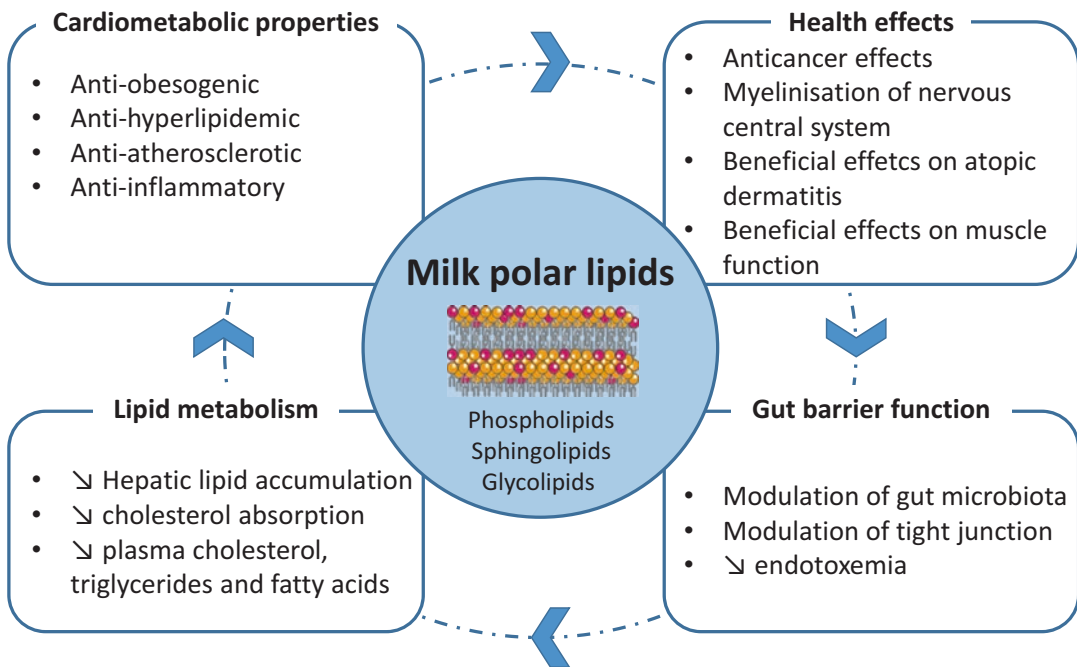 Cardiometabolic properties
• Anti-obesogenic
• Anti-hyperlipidemic
• Anti-atherosclerotic
• Anti-inflammatory
Health effects
• Anticancer effects
• Myelinisation of nervous
central system
• Beneficial effetcs on atopic
dermatitis
• Beneficial effects on muscle
function
Milk polar lipids
Phospholipids
Sphingolipids
Glycolipids
Lipid metabolism
• ↘ Hepatic lipid accumulation
• ↘ cholesterol absorption
• ↘ plasma cholesterol,
triglycerides and fatty acids
Gut barrier function
• Modulation of gut microbiota
• Modulation of tight junction
• ↘ endotoxemia